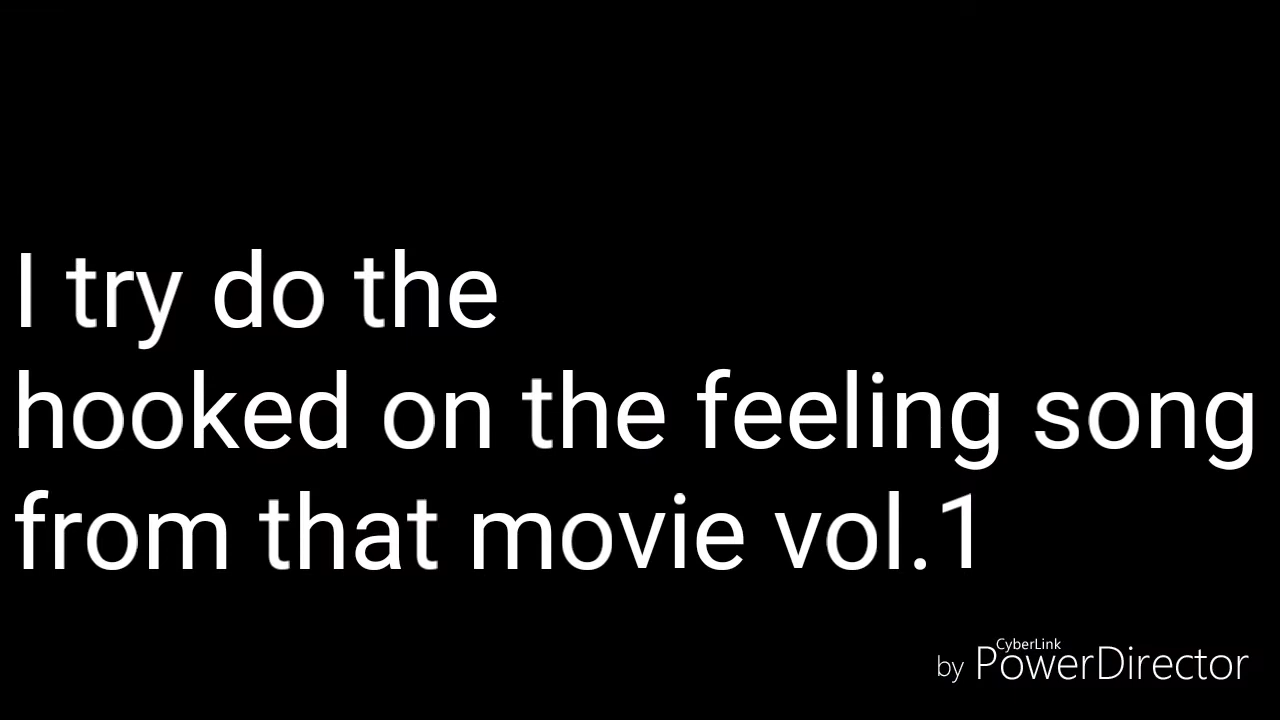 I try do the
hooked on the feeling song
from that movie vol.1
CyberLink
by PowerDirector